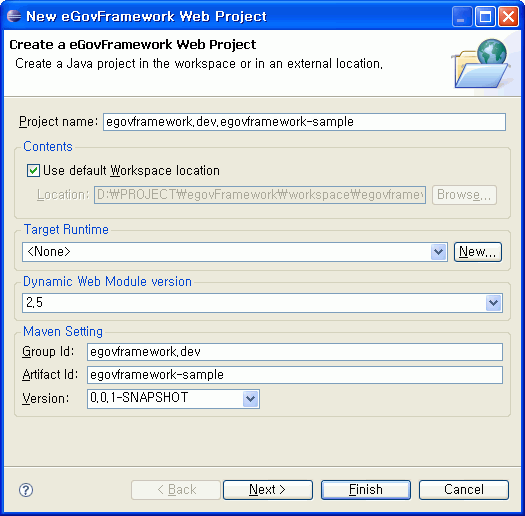 New eGovFramework Web Project
Create a eGovFramework Web Project
Create a Java project in the workspace or in an external location.
Project name: egovframework.dev.egovframework-sample
Contents
Use default Workspace location
Location: D:₩PROJECT₩egovFramework₩workspace₩egovframev Browse...
Target Runtime
<None> New...
Dynamic Web Module version
2.5
Maven Setting
Group Id: egovframework.dev
Artifact Id: egovframework-sample
Version: 0.0.1-SNAPSHOT
? < Back Next > Finish Cancel